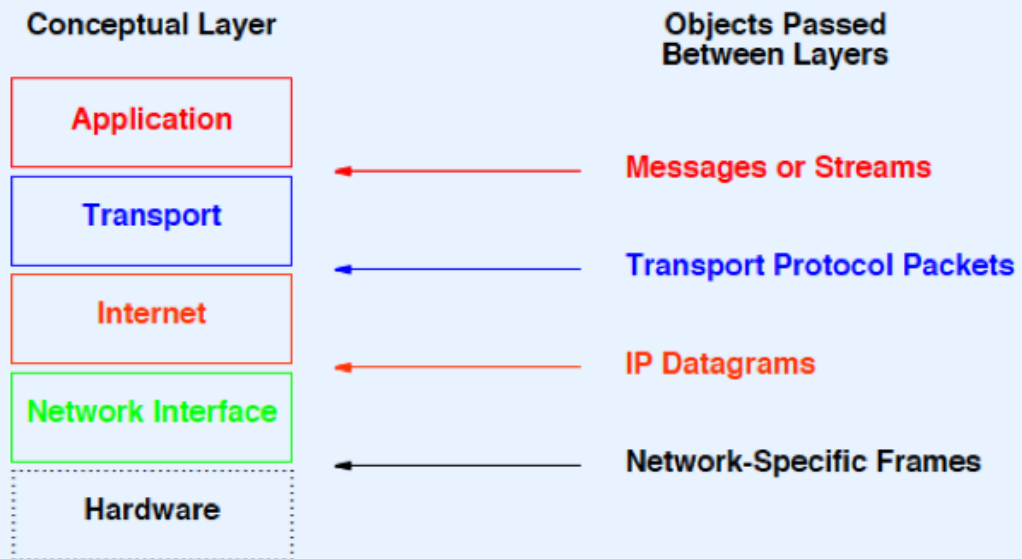 Conceptual Layer
Objects Passed
Between Layers
Application
Messages or Streams
Transport
Transport Protocol Packets
Internet
IP Datagrams
Network Interface
Network-Specific Frames
Hardware